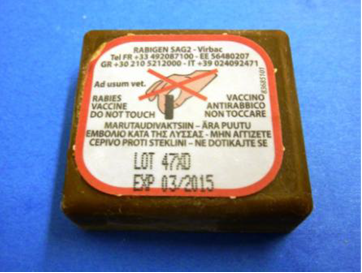 RABIGEN SAG2 - Virbac
Tel FR +33 492087100 - EE 56480207
GR +30 210 5212000 - IT +39 024092471
Ad usum vet.
RABIES
VACCINE
DO NOT TOUCH
VACCINO
ANTIRABBICO
NON TOCCARE
MARUTAUDIVAKTSIIN – ÄRA PUUTU
ΕΜΒΟΛΙΟ ΚΑΤΑ ΤΗΣ ΛΥΣΣΑΣ - ΜΗΝ ΑΓΓΙΖΕΤΕ
CEPIVO PROTI STEKLINI – NE DOTIKAJTE SE
LOT 47XD
EXP 03/2015